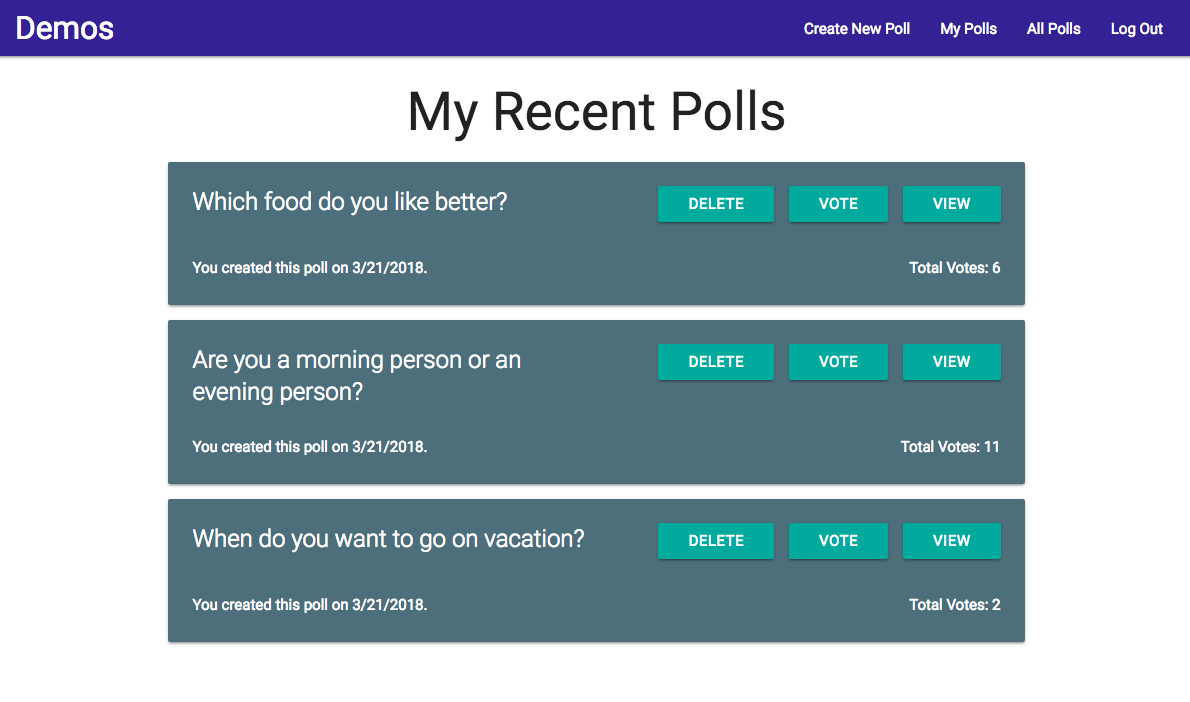 Demos
Create New Poll My Polls All Polls Log Out
My Recent Polls
Which food do you like better?
DELETE VOTE VIEW
You created this poll on 3/21/2018.
Total Votes: 6
Are you a morning person or an
evening person?
DELETE VOTE VIEW
You created this poll on 3/21/2018.
Total Votes: 11
When do you want to go on vacation?
DELETE VOTE VIEW
You created this poll on 3/21/2018.
Total Votes: 2